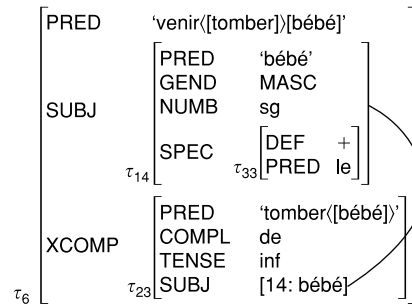 PRED ‘venir⟨[tomber]⟩[bébé]’
PRED ‘bébé’
GEND MASC
SUBJ NUMB sg
SPEC DEF +
τ14 τ33 PRED le
PRED ‘tomber⟨[bébé]⟩’
XCOMP COMPL de
TENSE inf
τ6 τ23 SUBJ [14: bébé]